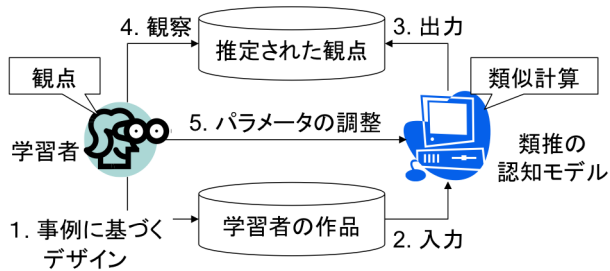 4. 観察
推定された観点
3. 出力
観点
類似計算
学習者
5. パラメータの調整
類推の
認知モデル
1. 事例に基づく
デザイン
学習者の作品
2. 入力